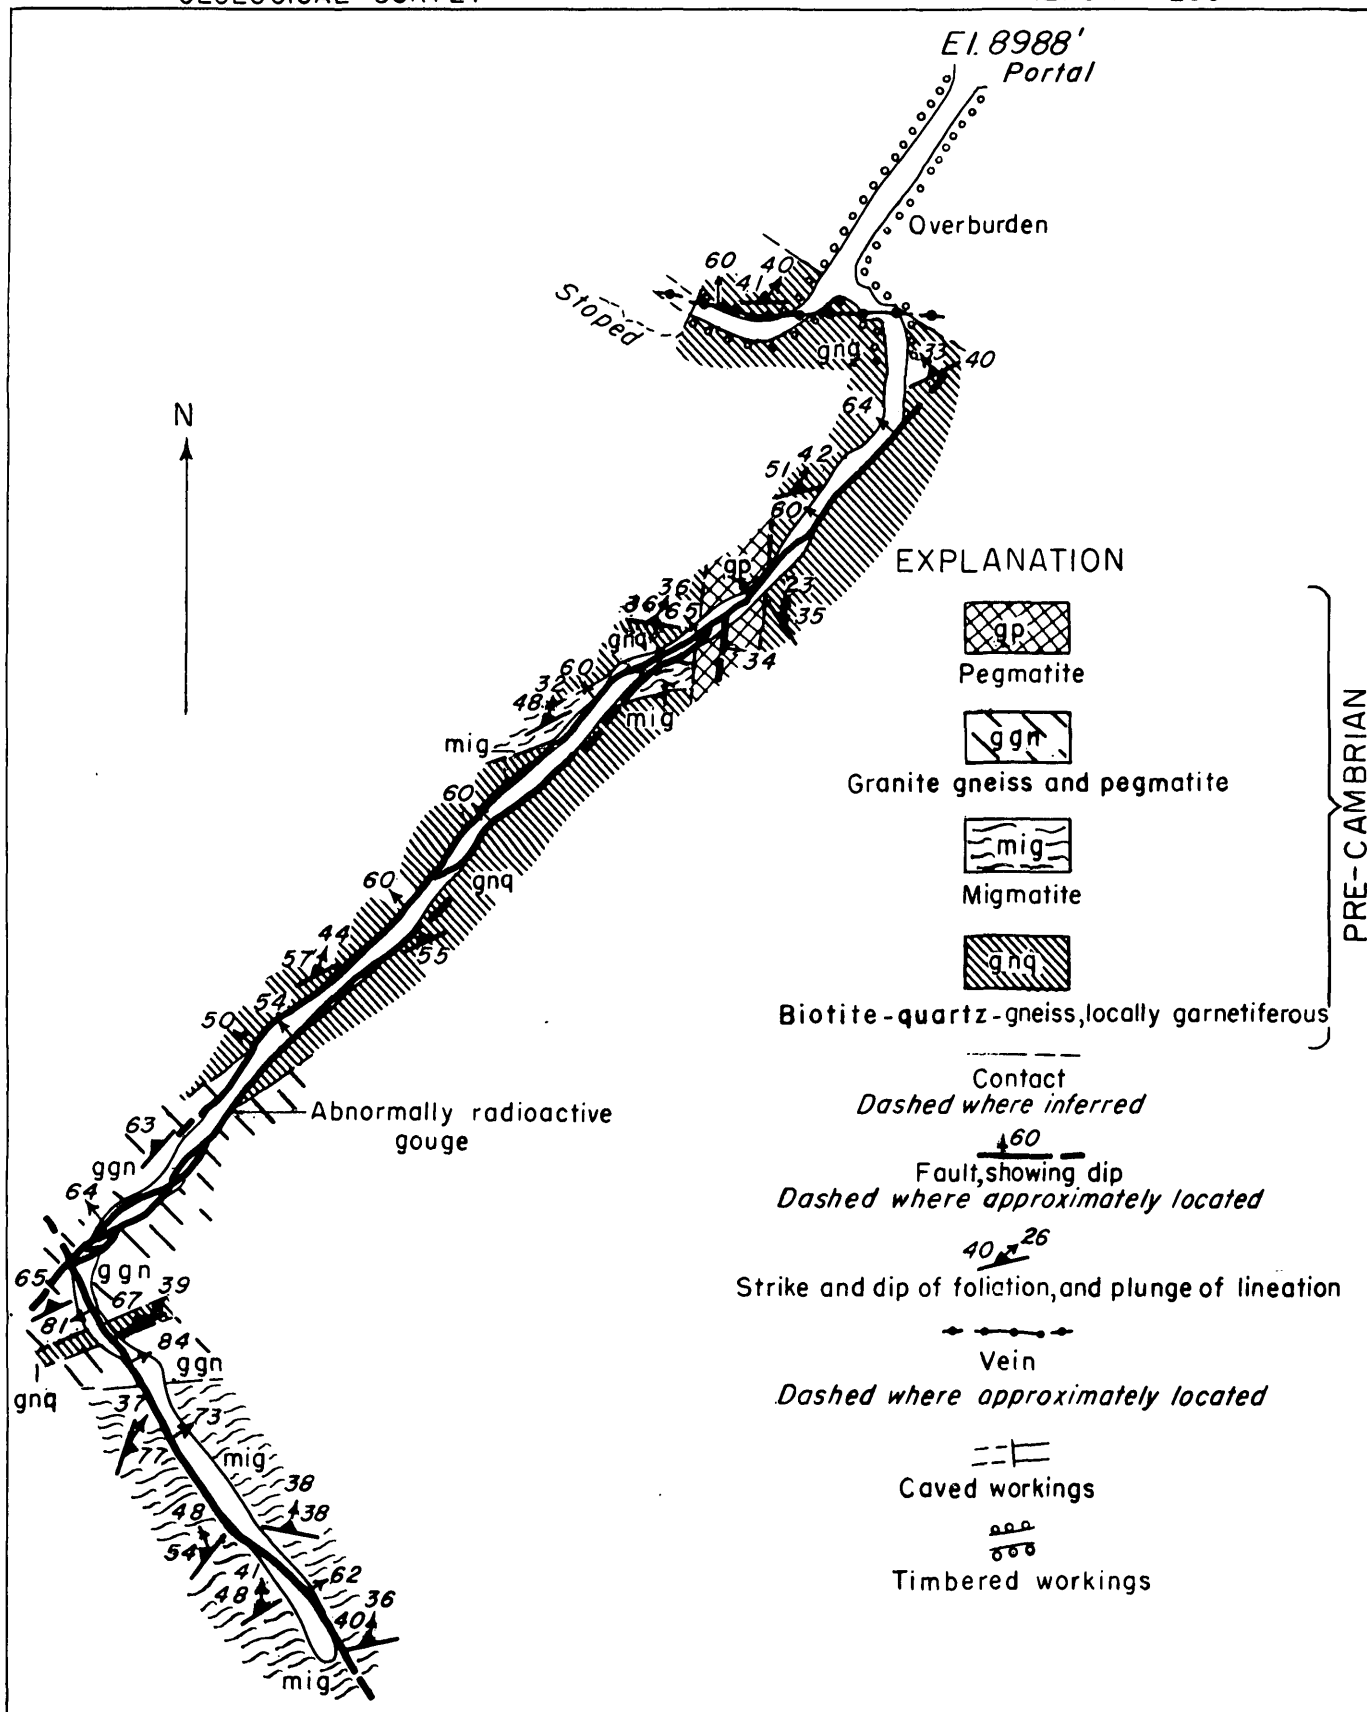 GEOLOGICAL SURVEY
El. 8988'
Portal
Overburden
60
4
40
Stoped
gnq
33
40
N
64
42
51
60
gp
36
36
65
23
35
gnq
34
60
32
48
mig
mig
60
gnq
60
44
57
55
54
50
Abnormally radioactive
gouge
63
ggn
64
65
ggn
39
67
81
84
ggn
gnq
37
73
77
mig
38
38
48
54
41
48
62
36
40
mig
EXPLANATION
gp
Pegmatite
ggn
Granite gneiss and pegmatite
mig
Migmatite
gnq
Biotite-quartz-gneiss, locally garnetiferous
PRE-CAMBRIAN
Contact
Dashed where inferred
60
Fault, showing dip
Dashed where approximately located
40 26
Strike and dip of foliation, and plunge of lineation
Vein
Dashed where approximately located
Caved workings
Timbered workings